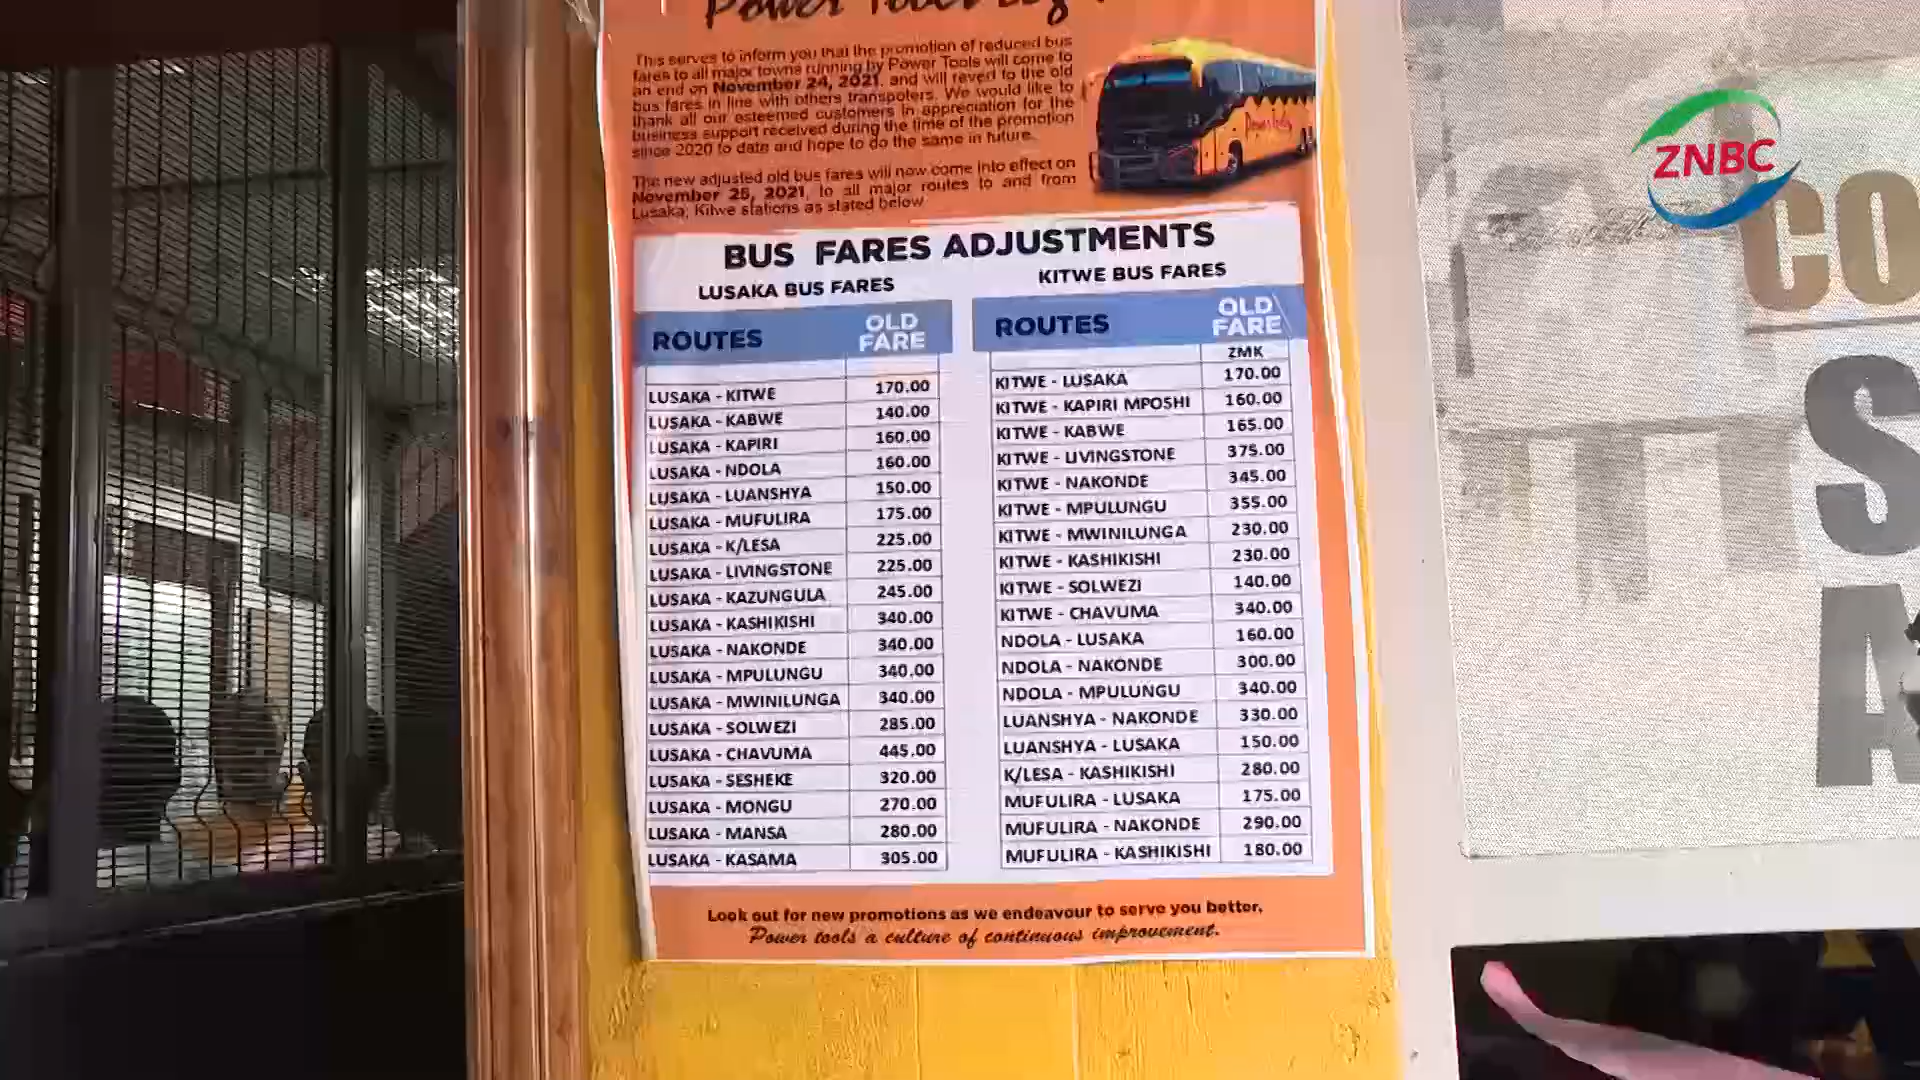 Power Tools Log
This serves to inform you that the promotion of reduced bus
fares to all major towns running by Power Tools will come to
an end on November 24, 2021, and will reved to the old
bus fares in line with others transpoters. We would like to
thank all our esteemed customers in appreciation for the
business support received during the time of the promotion
since 2020 to date and hope to do the same in future.
The new adjusted old bus fares will now come into effect on
November 25, 2021, to all major routes to and from
Lusaka, Kitwe stations as stated below
ZNBC
CO
S
A
BUS FARES ADJUSTMENTS
LUSAKA BUS FARES
ROUTES OLD FARE
LUSAKA - KITWE 170.00
LUSAKA - KABWE 140.00
LUSAKA - KAPIRI 160.00
LUSAKA - NDOLA 160.00
LUSAKA - LUANSHYA 150.00
LUSAKA - MUFULIRA 175.00
LUSAKA - K/LESA 225.00
LUSAKA - LIVINGSTONE 225.00
LUSAKA - KAZUNGULA 245.00
LUSAKA - KASHIKISHI 340.00
LUSAKA - NAKONDE 340.00
LUSAKA - MPULUNGU 340.00
LUSAKA - MWINILUNGA 340.00
LUSAKA - SOLWEZI 285.00
LUSAKA - CHAVUMA 445.00
LUSAKA - SESHEKE 320.00
LUSAKA - MONGU 270.00
LUSAKA - MANSA 280.00
LUSAKA - KASAMA 305.00
KITWE BUS FARES
ROUTES OLD FARE
ZMK
KITWE - LUSAKA 170.00
KITWE - KAPIRI MPOSHI 160.00
KITWE - KABWE 165.00
KITWE - LIVINGSTONE 375.00
KITWE - NAKONDE 345.00
KITWE - MPULUNGU 355.00
KITWE - MWINILUNGA 230.00
KITWE - KASHIKISHI 230.00
KITWE - SOLWEZI 140.00
KITWE - CHAVUMA 340.00
NDOLA - LUSAKA 160.00
NDOLA - NAKONDE 300.00
NDOLA - MPULUNGU 340.00
LUANSHYA - NAKONDE 330.00
LUANSHYA - LUSAKA 150.00
K/LESA - KASHIKISHI 280.00
MUFULIRA - LUSAKA 175.00
MUFULIRA - NAKONDE 290.00
MUFULIRA - KASHIKISHI 180.00
Look out for new promotions as we endeavour to serve you better.
Power tools a culture of continuous improvement.